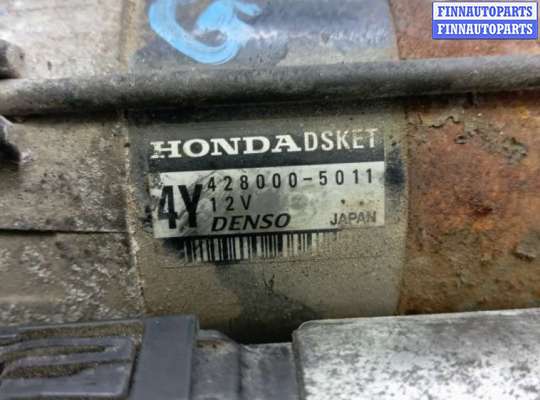 FINNAUTOPARTS
FINNAUTOPARTS
HONDA DSKET
4Y 428000-5011
12V
DENSO JAPAN